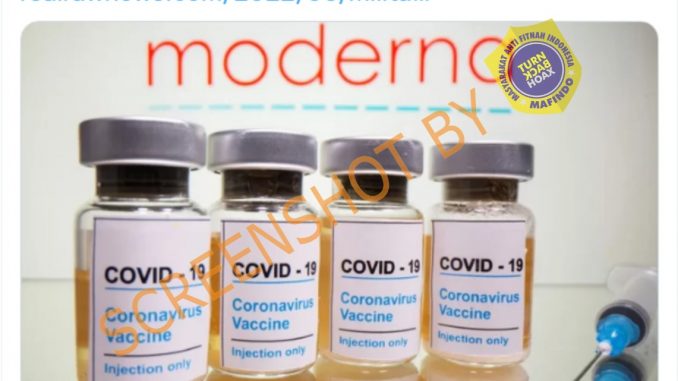 moderna
MASYARAKAT ANTI FITNAH INDONESIA
TURN
BACK
HOAX
MAFINDO
SCREENSHOT BY
COVID - 19
Coronavirus
Vaccine
Injection only
COVID - 19
Coronavirus
Vaccine
Injection only
COVID - 19
Coronavirus
Vaccine
Injection only
COVID - 19
Coronavirus
Vaccine
Injection only